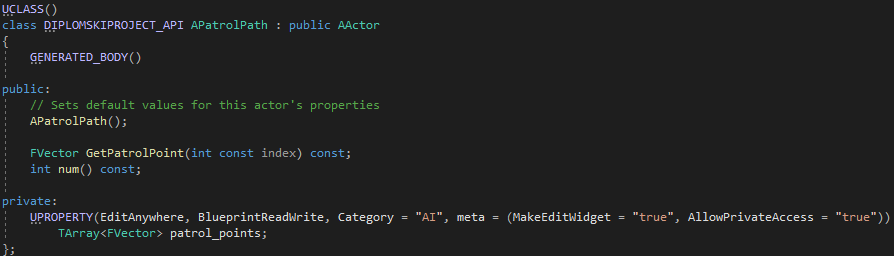 UCLASS()
class DIPLOMSKIPROJECT_API APatrolPath : public AActor
{
GENERATED_BODY()
public:
// Sets default values for this actor's properties
APatrolPath();
FVector GetPatrolPoint(int const index) const;
int num() const;
private:
UPROPERTY(EditAnywhere, BlueprintReadWrite, Category = "AI", meta = (MakeEditWidget = "true", AllowPrivateAccess = "true"))
TArray<FVector> patrol_points;
};